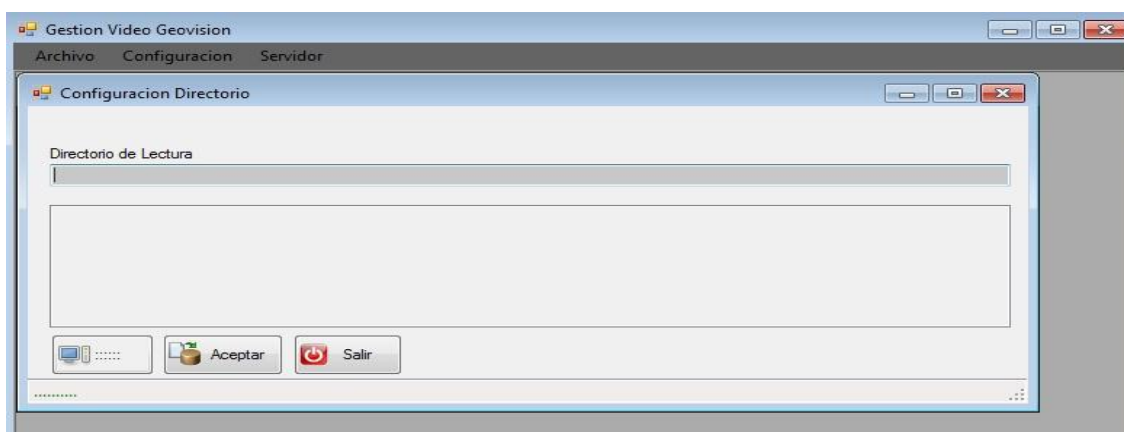 Gestion Video Geovision
Archivo Configuracion Servidor
Configuracion Directorio
Directorio de Lectura
:::::: Aceptar Salir
..........